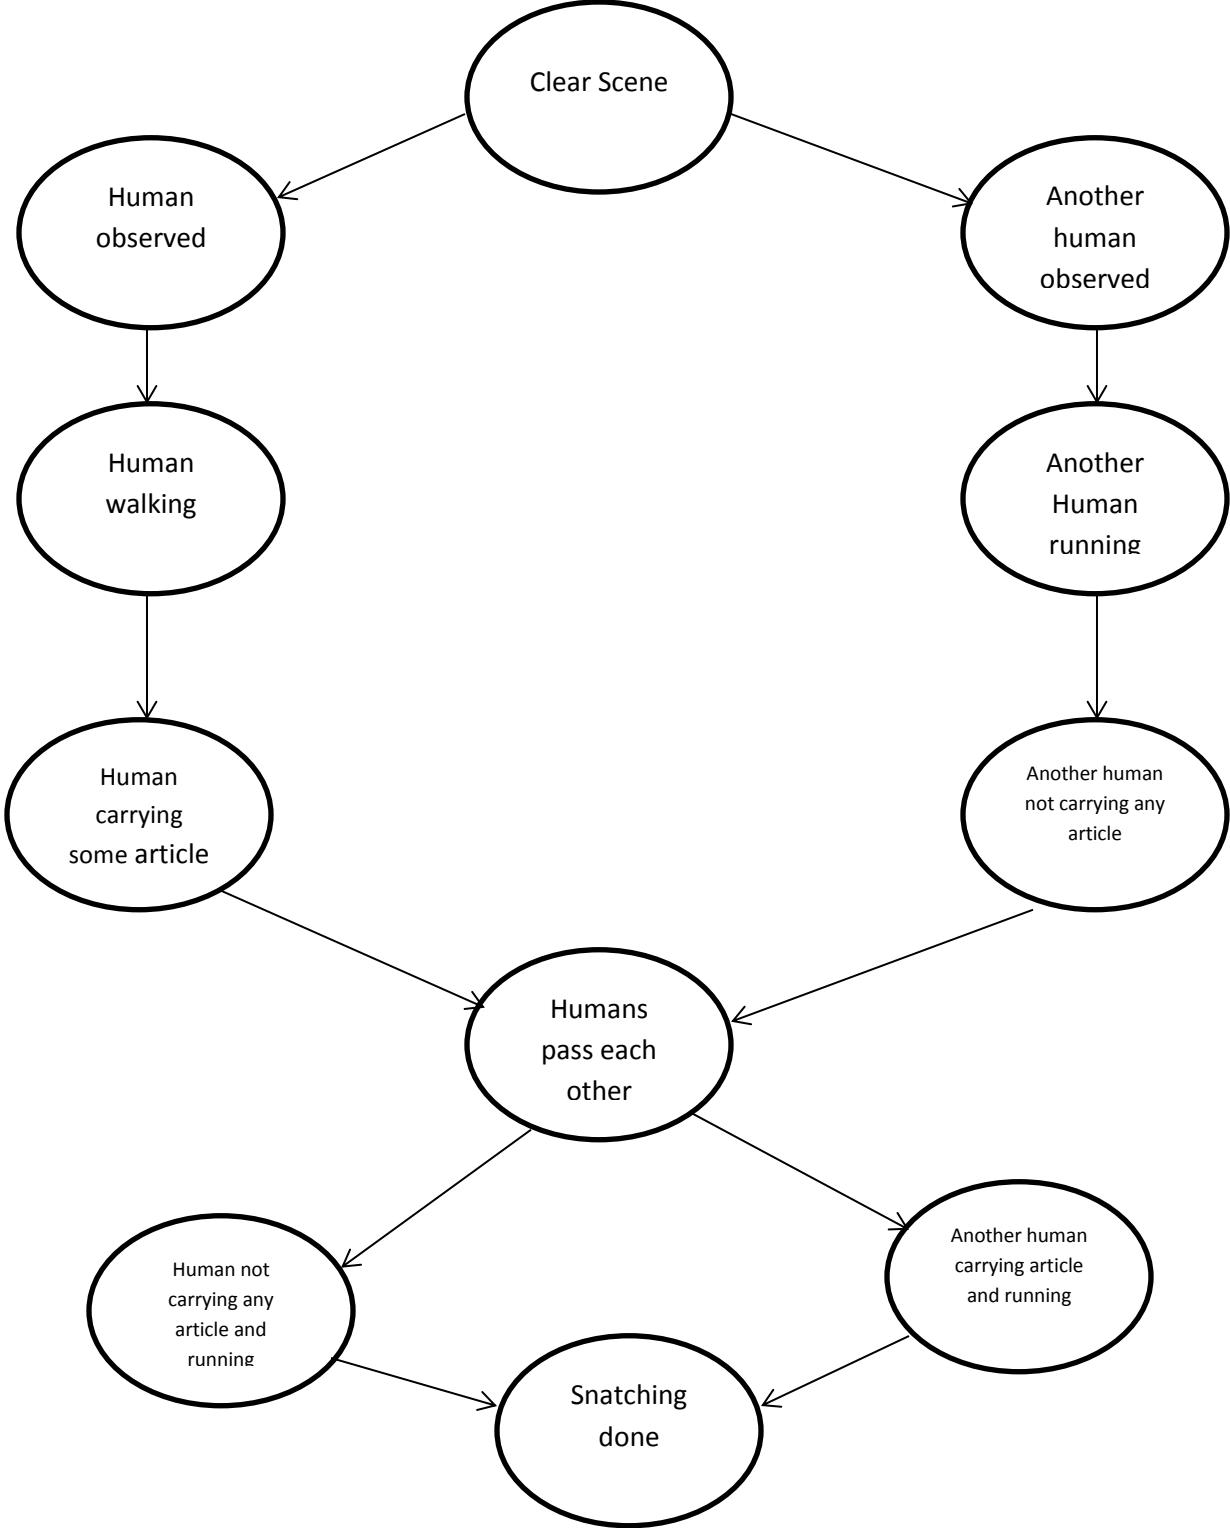 Clear Scene
Human
observed
Another
human
observed
Human
walking
Another
Human
running
Human
carrying
some article
Another human
not carrying any
article
Humans
pass each
other
Human not
carrying any
article and
running
Another human
carrying article
and running
Snatching
done